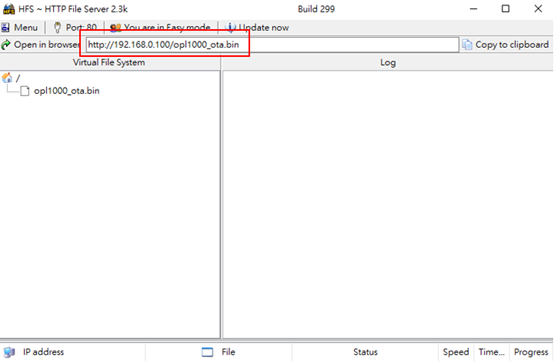 HFS ~ HTTP File Server 2.3k Build 299
Menu Port: 80 You are in Easy mode Update now
Open in browser http://192.168.0.100/opl1000_ota.bin Copy to clipboard
Virtual File System Log
/
opl1000_ota.bin
IP address File Status Speed Time... Progress